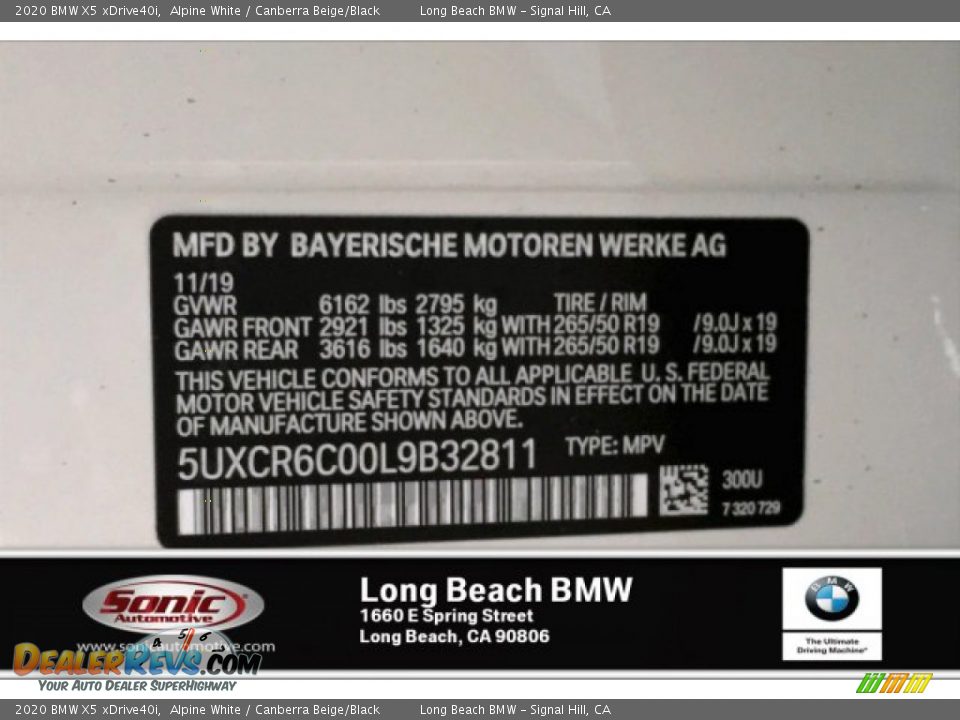 2020 BMW X5 xDrive40i,  Alpine White / Canberra Beige/Black    Long Beach BMW - Signal Hill, CA
MFD BY BAYERISCHE MOTOREN WERKE AG
11/19
GVWR 6162 lbs 2795 kg TIRE / RIM
GAWR FRONT 2921 lbs 1325 kg WITH 265/50 R19 /9.0J x 19
GAWR REAR 3616 lbs 1640 kg WITH 265/50 R19 /9.0J x 19
THIS VEHICLE CONFORMS TO ALL APPLICABLE U. S. FEDERAL
MOTOR VEHICLE SAFETY STANDARDS IN EFFECT ON THE DATE
OF MANUFACTURE SHOWN ABOVE.
5UXCR6C00L9B32811 TYPE: MPV
300U
7 320 729
Sonic
Automotive
www.sonicautomotive.com
Long Beach BMW
1660 E Spring Street
Long Beach, CA 90806
BMW
The Ultimate
Driving Machine®
4 5 6
DEALERREVS.COM
YOUR AUTO DEALER SUPERHIGHWAY
2020 BMW X5 xDrive40i,  Alpine White / Canberra Beige/Black    Long Beach BMW - Signal Hill, CA